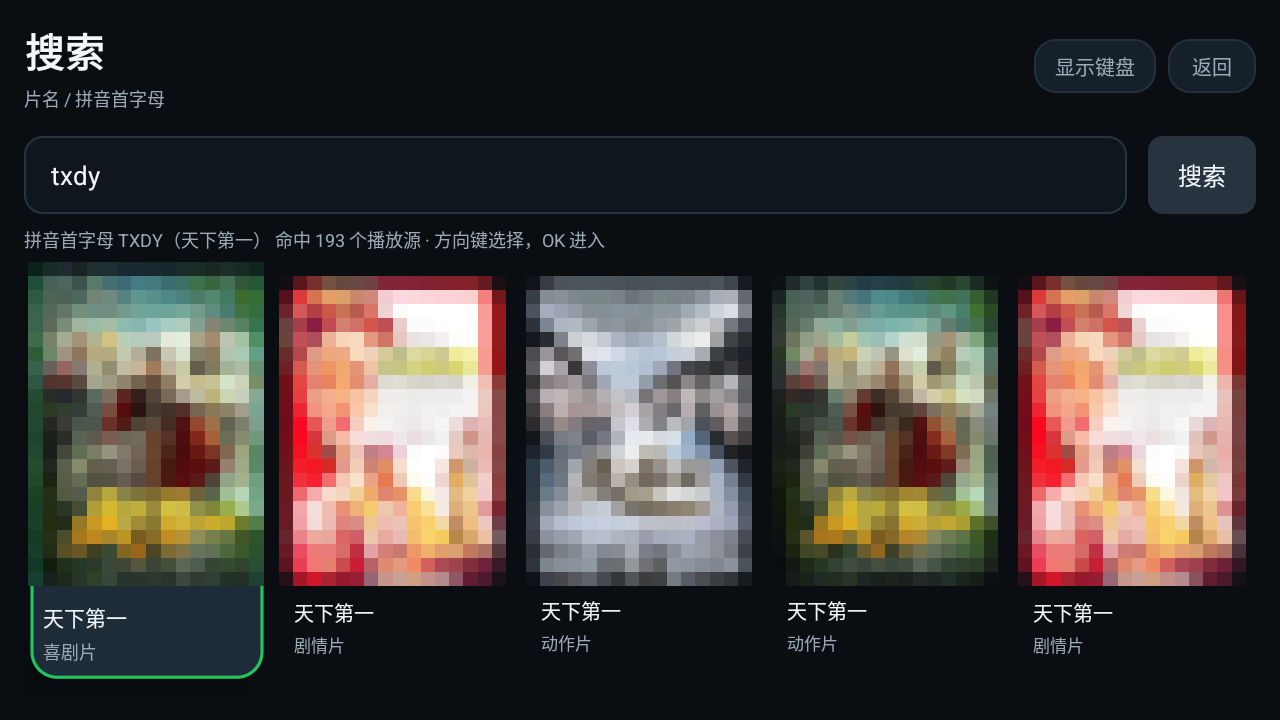 搜索
片名 / 拼音首字母
显示键盘
返回
txdy
搜索
拼音首字母 TXDY（天下第一） 命中 193 个播放源 · 方向键选择，OK 进入
天下第一
喜剧片
天下第一
剧情片
天下第一
动作片
天下第一
动作片
天下第一
剧情片